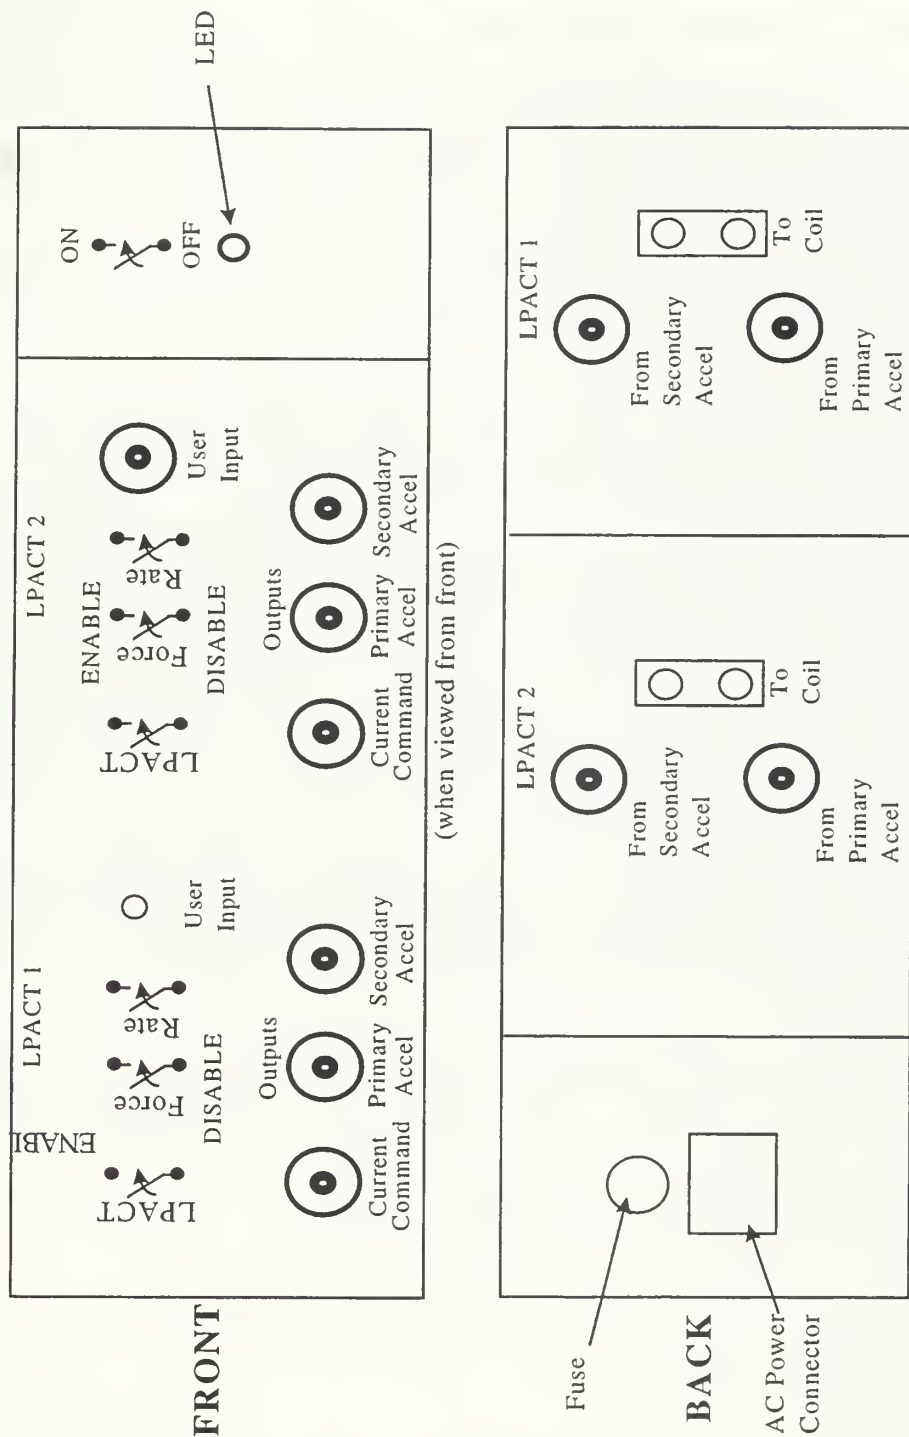 FRONT
LPACT 1
LPACT 2
ENABL
ENABLE
ON
LPACT
Force
Rate
User
Input
LPACT
Force
Rate
User
Input
OFF
LED
DISABLE
DISABLE
Outputs
Outputs
Current
Command
Primary
Accel
Secondary
Accel
Current
Command
Primary
Accel
Secondary
Accel
(when viewed from front)
BACK
LPACT 2
LPACT 1
Fuse
From
Secondary
Accel
To
Coil
From
Secondary
Accel
To
Coil
AC Power
Connector
From
Primary
Accel
From
Primary
Accel